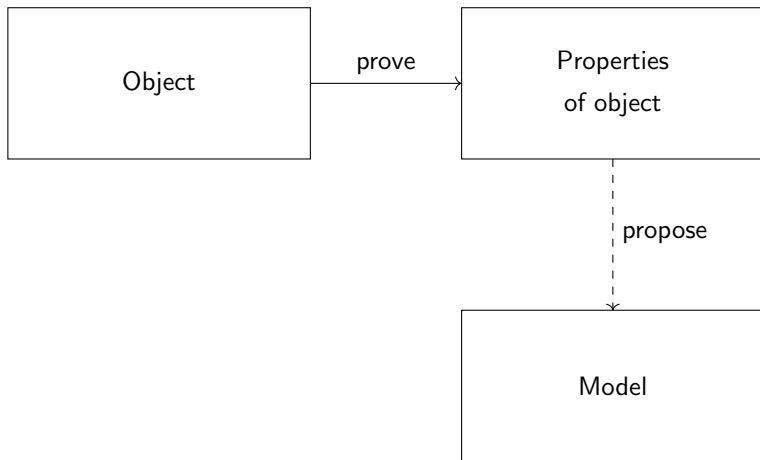 Object
prove
Properties
of object
propose
Model